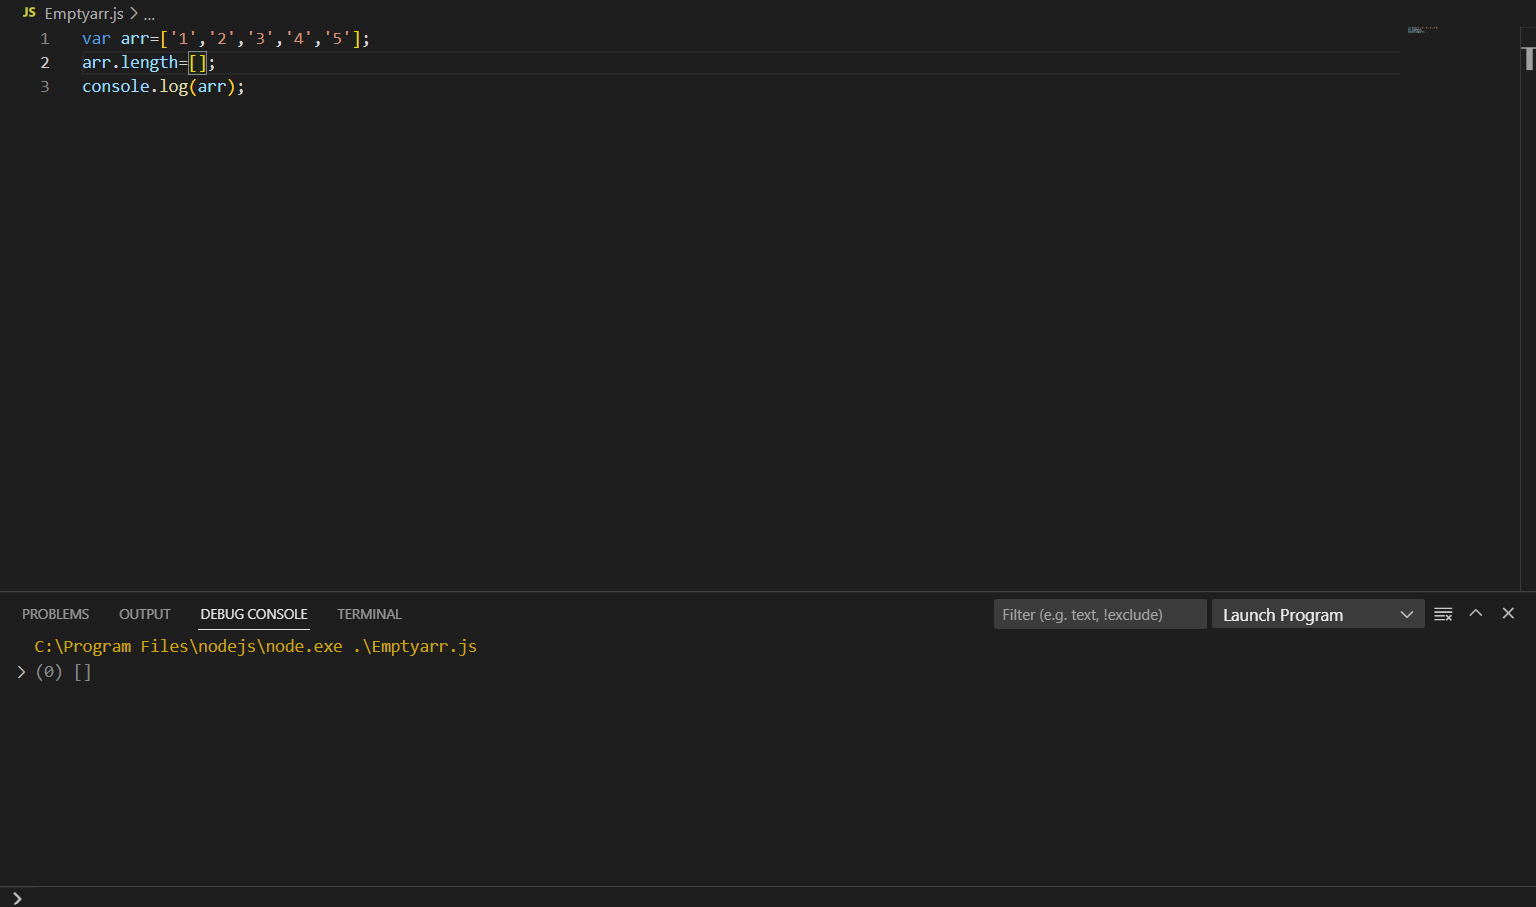 JS Emptyarr.js > ...
1 var arr=['1','2','3','4','5'];
2 arr.length=[];
3 console.log(arr);
PROBLEMS OUTPUT DEBUG CONSOLE TERMINAL Filter (e.g. text, !exclude) Launch Program
C:\Program Files\nodejs\node.exe .\Emptyarr.js
> (0) []
>